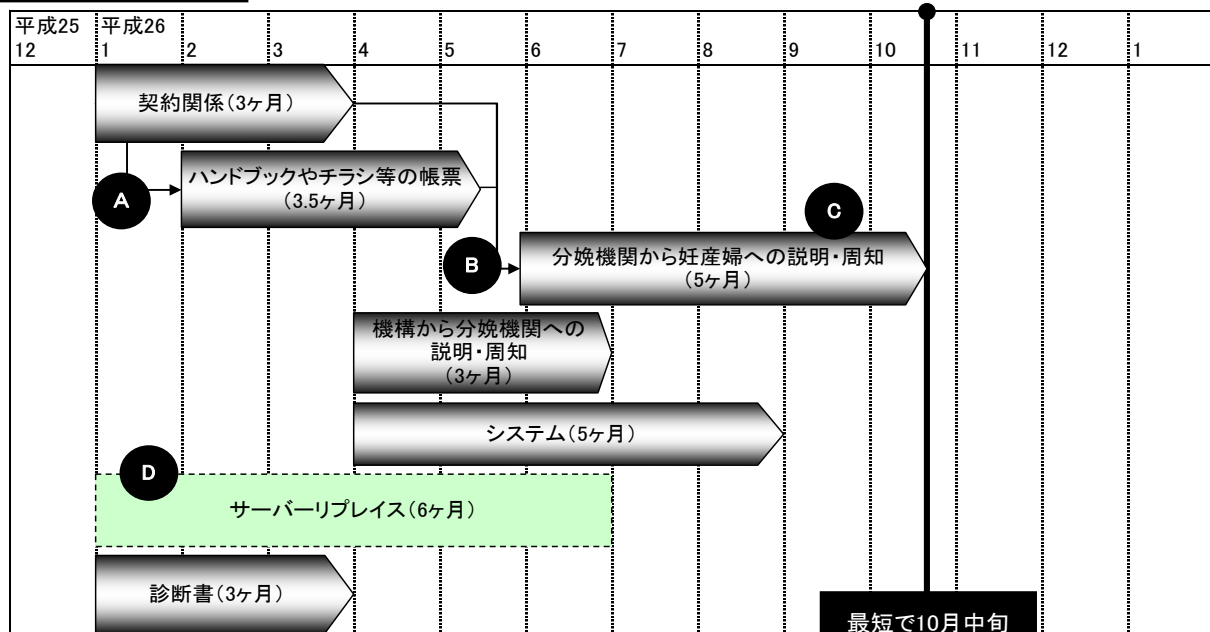 平成25 平成26
12 1 2 3 4 5 6 7 8 9 10 11 12 1
契約関係(3ヶ月)
A
ハンドブックやチラシ等の帳票
(3.5ヶ月)
C
B
分娩機関から妊産婦への説明・周知
(5ヶ月)
機構から分娩機関への
説明・周知
(3ヶ月)
システム(5ヶ月)
D
サーバーリプレイス(6ヶ月)
診断書(3ヶ月)
最短で10月中旬